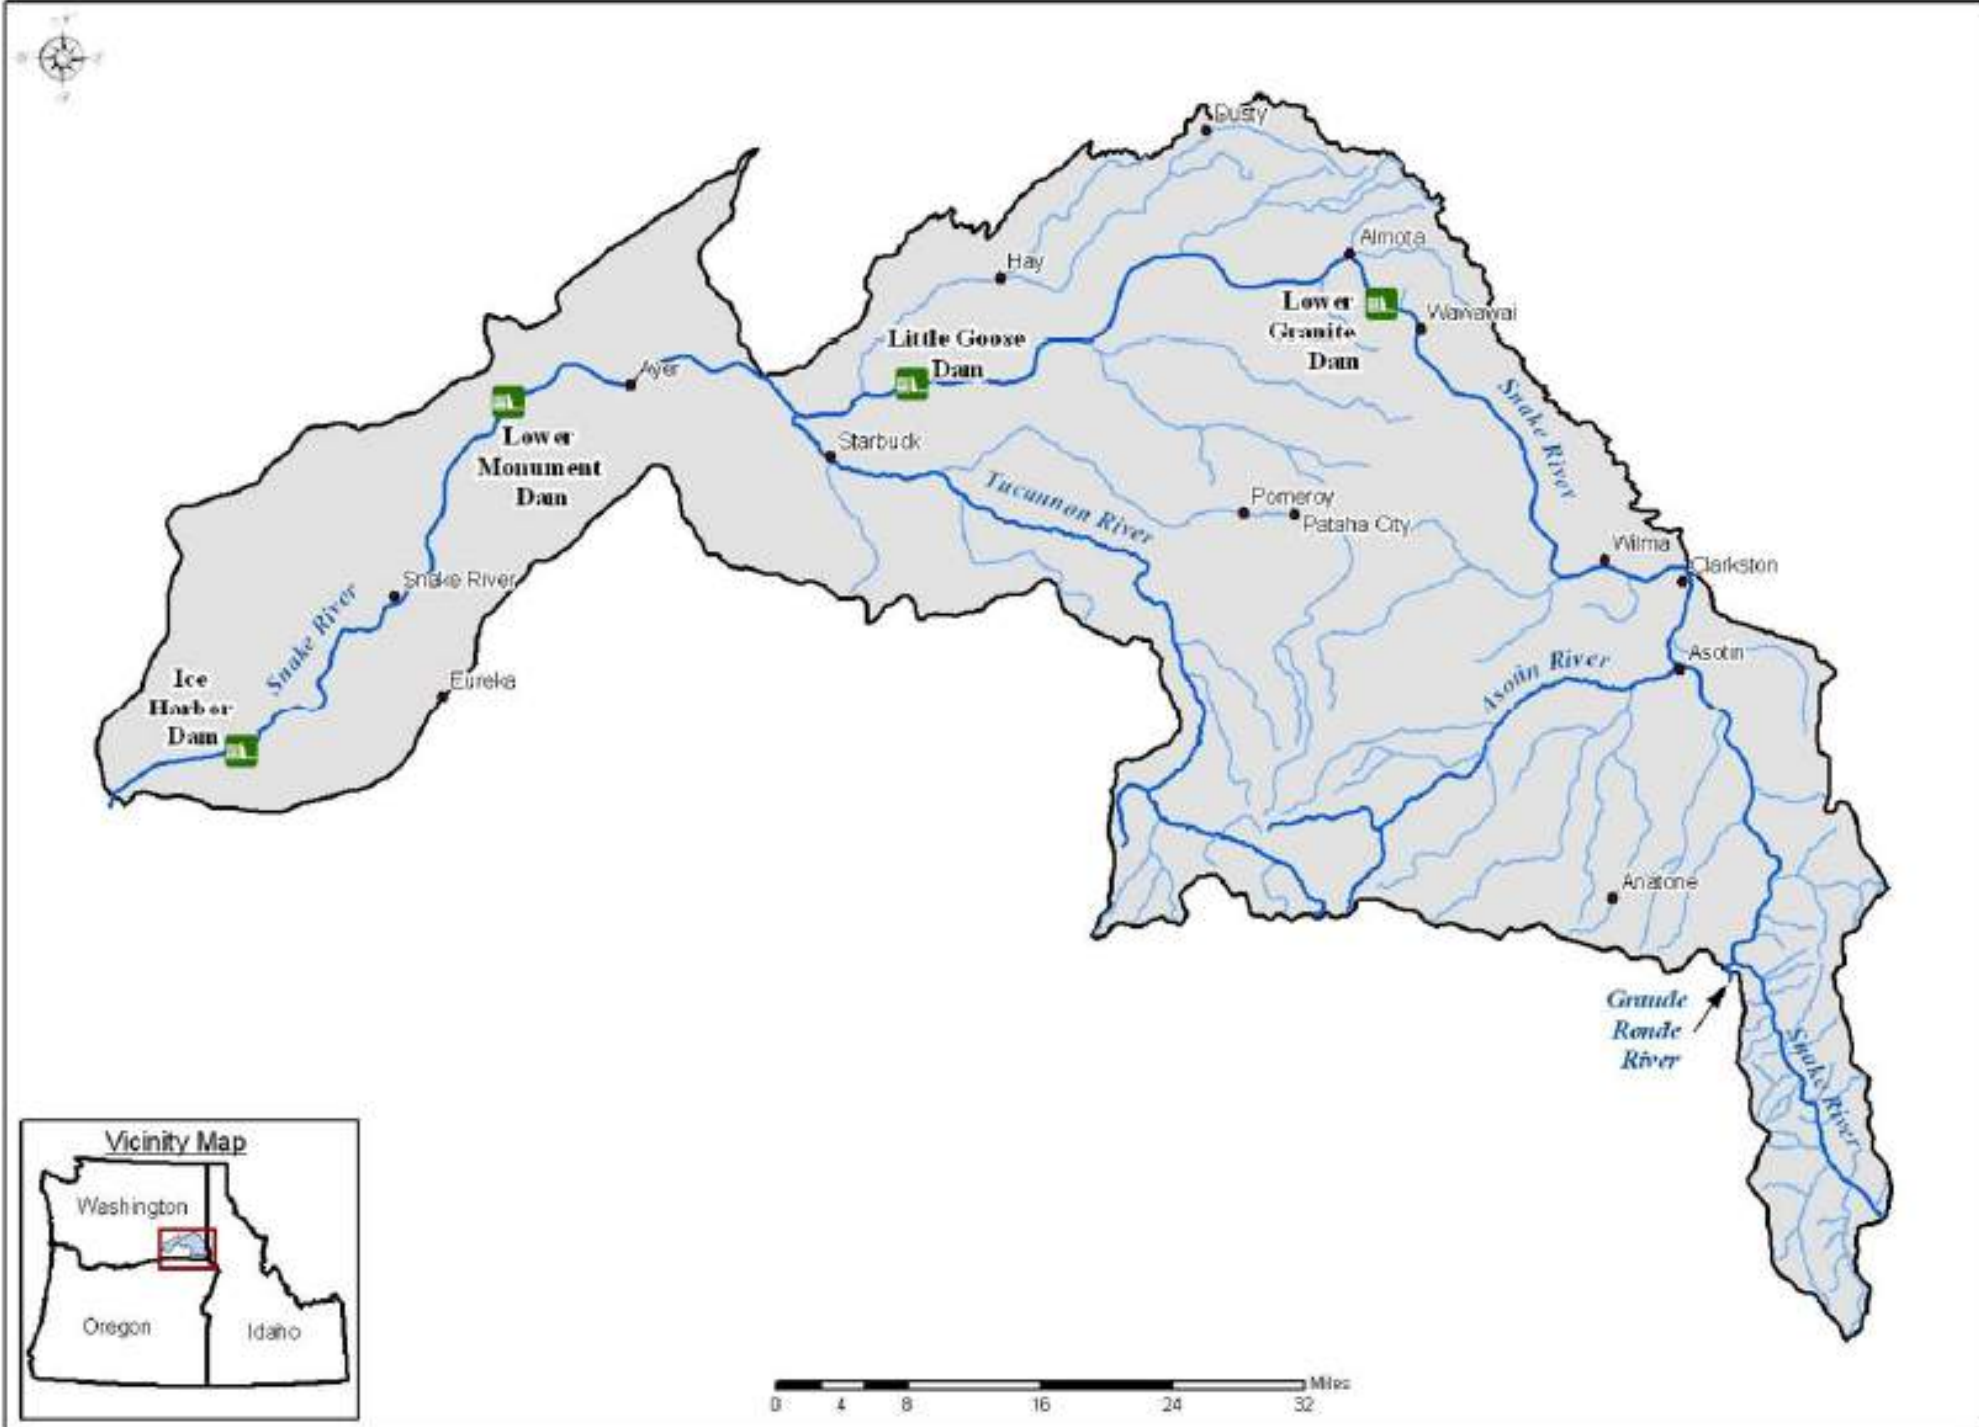 Dusty
Almota
Hay
Lower
Granite
Dam
Wawawai
Little Goose
Dam
Ayer
Snake River
Lower
Monument
Dam
Starbuck
Tucannon River
Pomeroy
Pataha City
Wilma
Clarkston
Snake River
Snake River
Asotin River
Asotin
Ice
Harbor
Dam
Eureka
Anatone
Grande
Ronde
River
Snake River
Vicinity Map
Washington
Oregon
Idaho
Miles
0 4 8 16 24 32